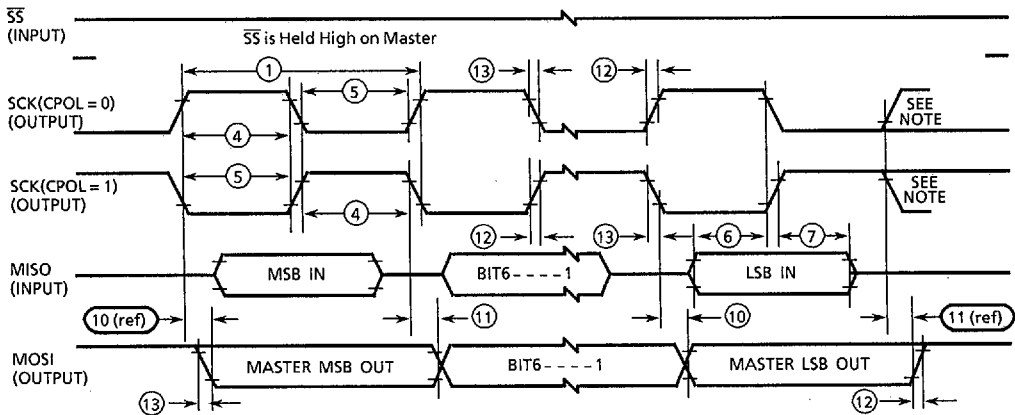 SS
(INPUT)
SS is Held High on Master
1
13
12
5
SCK(CPOL = 0)
(OUTPUT)
SEE
NOTE
4
5
SCK(CPOL = 1)
(OUTPUT)
SEE
NOTE
4
12
13
6
7
MISO
(INPUT)
MSB IN
BIT6 - - - - 1
LSB IN
10 (ref)
11
10
11 (ref)
MOSI
(OUTPUT)
MASTER MSB OUT
BIT6 - - - - 1
MASTER LSB OUT
13
12